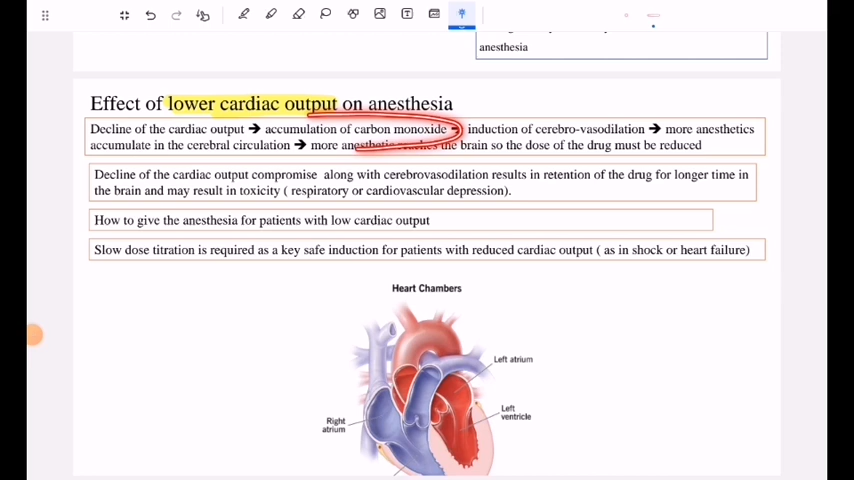 anesthesia
Effect of lower cardiac output on anesthesia
Decline of the cardiac output ➔ accumulation of carbon monoxide ➔ induction of cerebro-vasodilation ➔ more anesthetics
accumulate in the cerebral circulation ➔ more anesthetic reaches the brain so the dose of the drug must be reduced
Decline of the cardiac output compromise along with cerebrovasodilation results in retention of the drug for longer time in
the brain and may result in toxicity ( respiratory or cardiovascular depression).
How to give the anesthesia for patients with low cardiac output
Slow dose titration is required as a key safe induction for patients with reduced cardiac output ( as in shock or heart failure)
Heart Chambers
Left atrium
Left
ventricle
Right
atrium